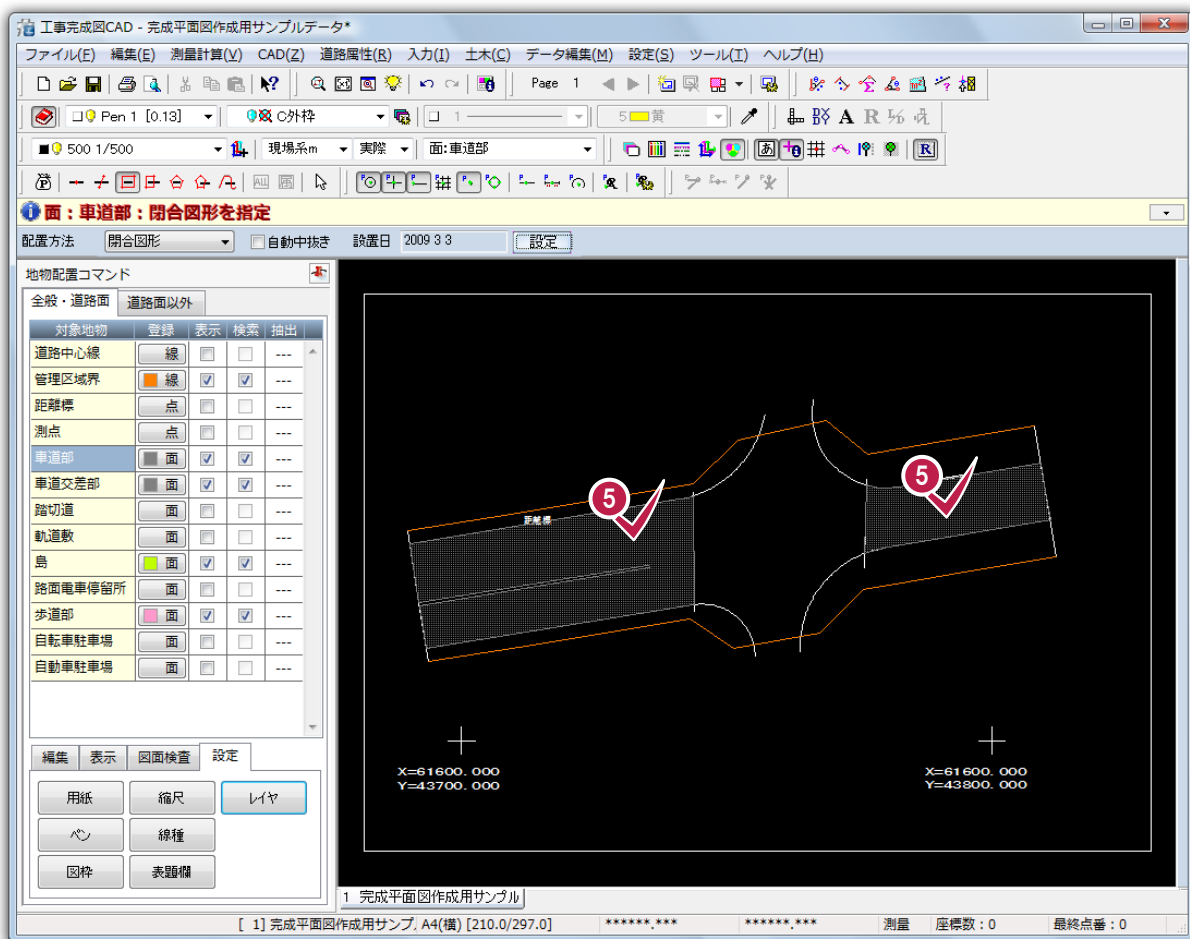 工事完成図CAD - 完成平面図作成用サンプルデータ*
ファイル(F) 編集(E) 測量計算(V) CAD(Z) 道路属性(R) 入力(I) 土木(C) データ編集(M) 設定(S) ツール(T) ヘルプ(H)
Page 1
Pen 1 [0.13] C外枠 1 5 黄
500 1/500 現場系m 実際 面:車道部
面：車道部：閉合図形を指定
配置方法 閉合図形 自動中抜き 設置日 2009 3 3 設定
地物配置コマンド
全般・道路面 道路面以外
対象地物 登録 表示 検索 抽出
道路中心線 線 ---
管理区域界 線 ---
距離標 点 ---
測点 点 ---
車道部 面 ---
車道交差部 面 ---
踏切道 面 ---
軌道敷 面 ---
島 面 ---
路面電車停留所 面 ---
歩道部 面 ---
自転車駐車場 面 ---
自動車駐車場 面 ---
編集 表示 図面検査 設定
用紙 縮尺 レイヤ
ペン 線種
図枠 表題欄
5
5
距離標
X=61600.000
Y=43700.000
X=61600.000
Y=43800.000
1 完成平面図作成用サンプル
[ 1] 完成平面図作成用サンプ. A4(横) [210.0/297.0] ******.*** ******.*** 測量 座標数：0 最終点番：0